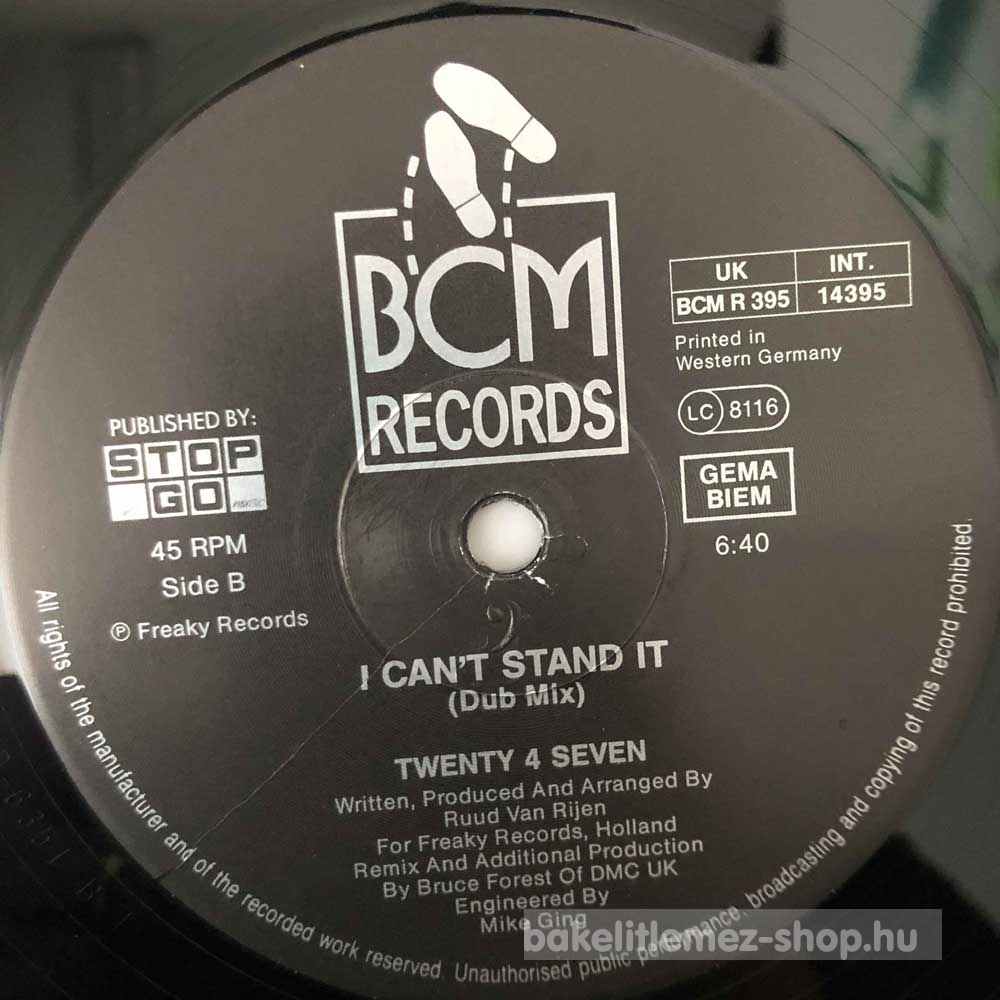 BCM
RECORDS
UK INT.
BCM R 395 14395
Printed in
Western Germany
LC 8116
GEMA
BIEM
6:40
PUBLISHED BY:
STOP
GO
45 RPM
Side B
℗ Freaky Records
I CAN'T STAND IT
(Dub Mix)
TWENTY 4 SEVEN
Written, Produced And Arranged By
Ruud Van Rijen
For Freaky Records, Holland
Remix And Additional Production
By Bruce Forest Of DMC UK
Engineered By
Mike Ging
All rights of the manufacturer and of the recorded work reserved. Unauthorised public performance, broadcasting and copying of this record prohibited.
bakelitlemez-shop.hu